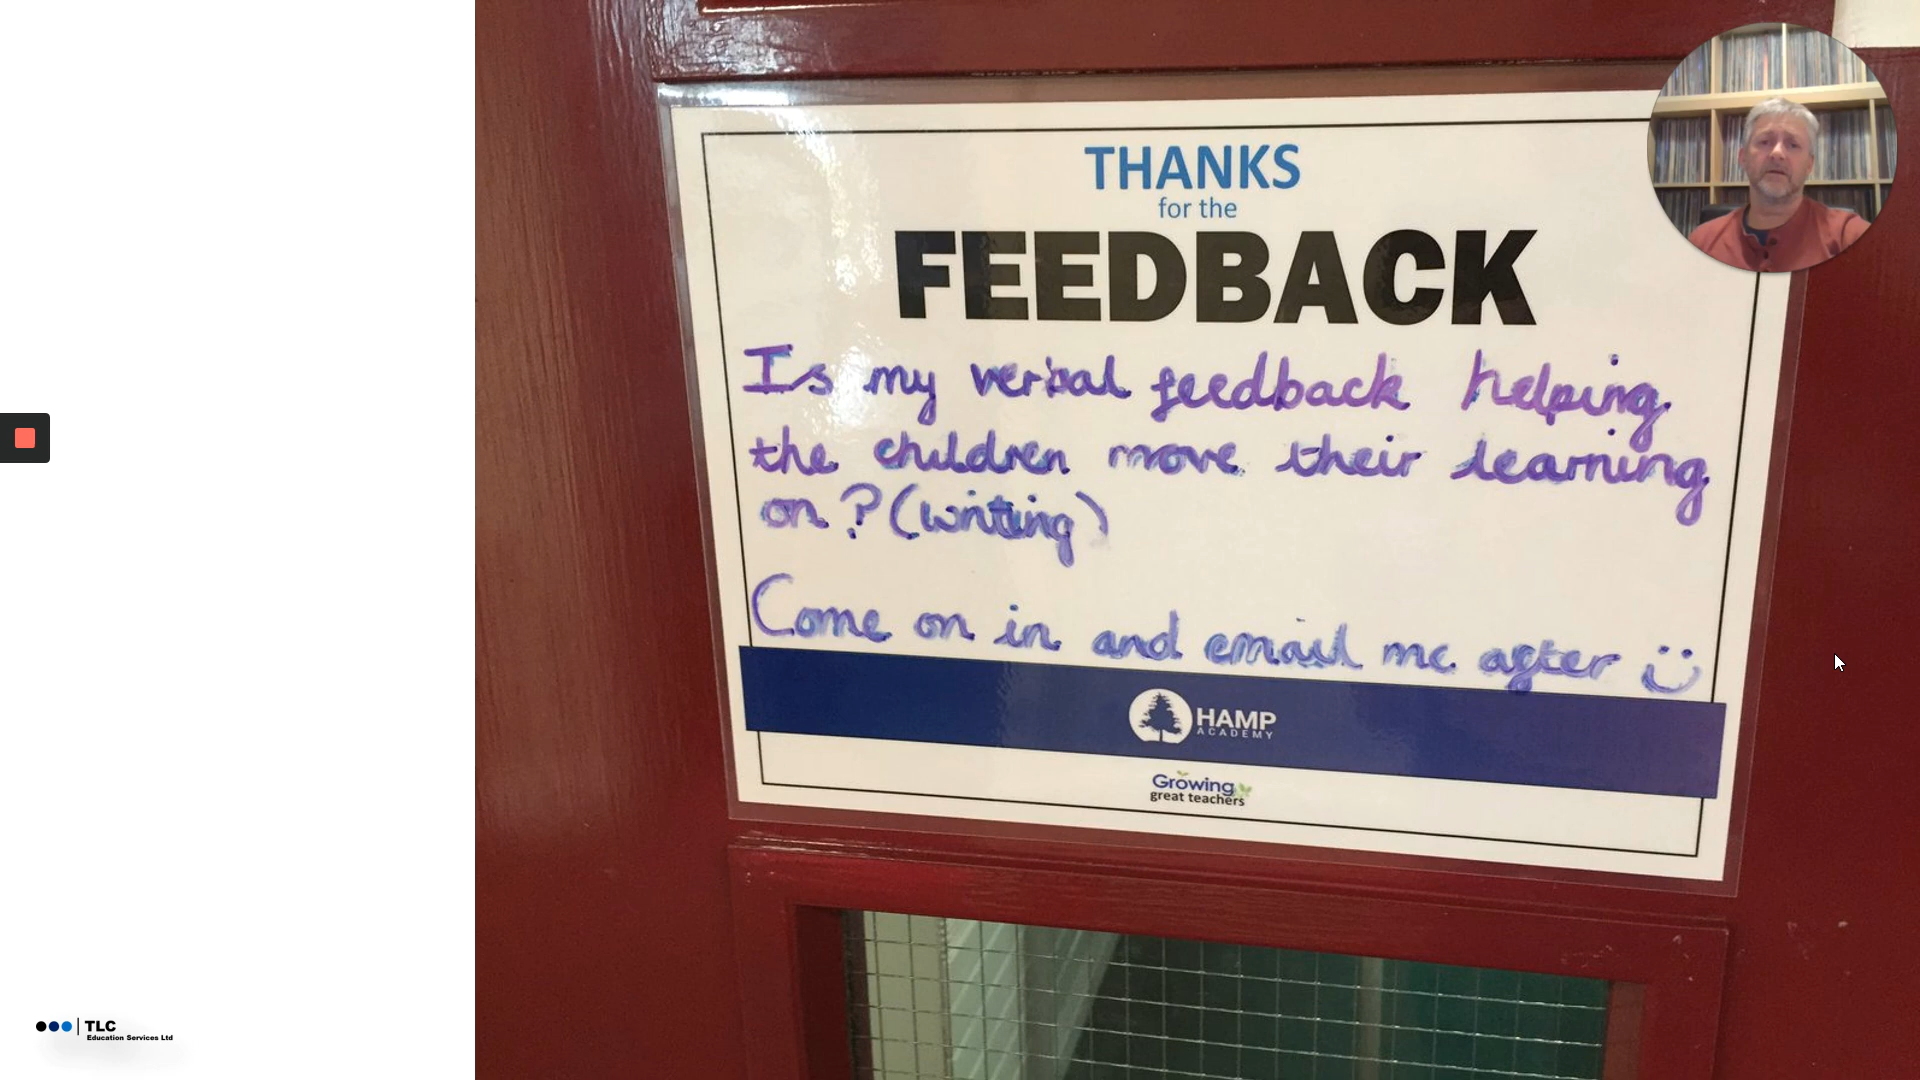 THANKS
for the
FEEDBACK
Is my verbal feedback helping
the children move their learning
on? (writing)
Come on in and email me after
HAMP
ACADEMY
Growing
great teachers
TLC
Education Services Ltd